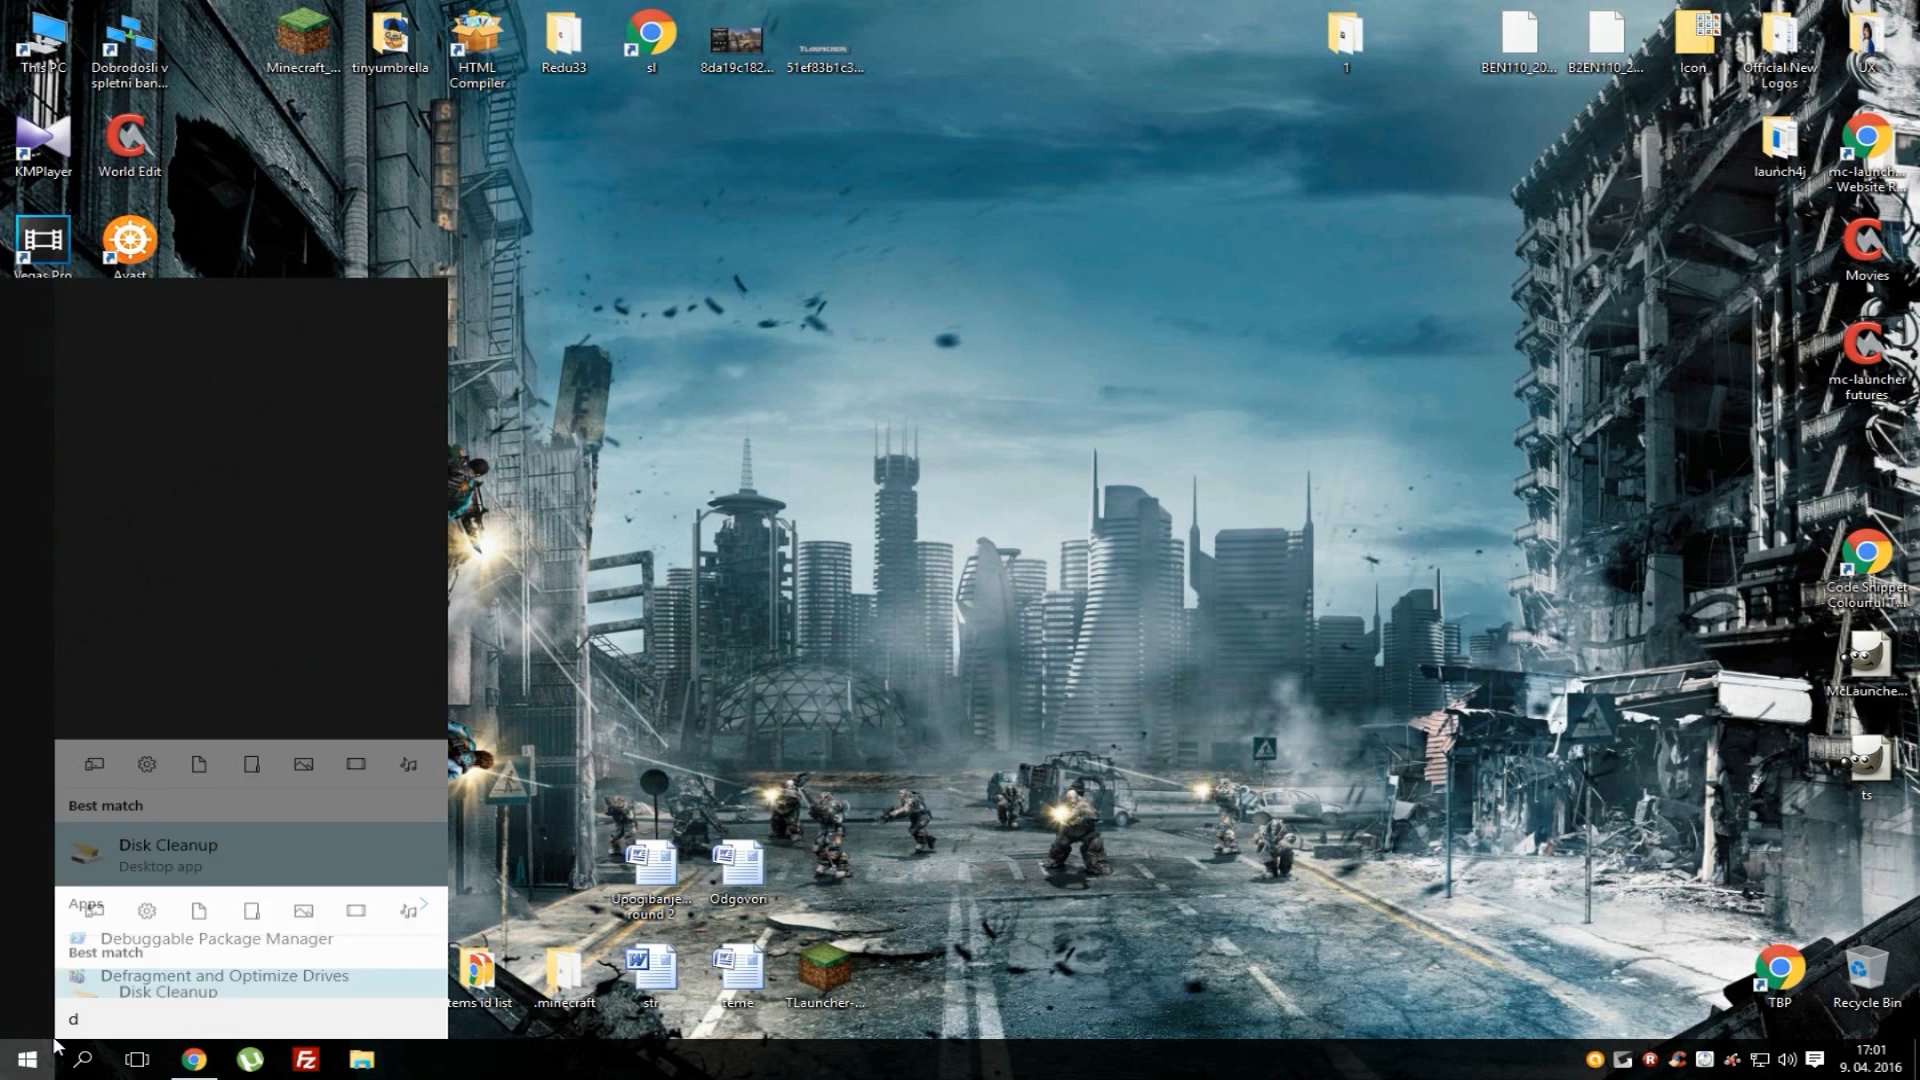 This PC
Dobrodošli v
spletni ban...
Minecraft_...
tinyumbrella
HTML
Compiler
Redu33
sl
8da19c182...
51ef83b1c3...
TLAUNCHER
1
BEN110_20...
B2EN110_2...
Icon
Official New
Logos
UX
KMPlayer
World Edit
launch4j
mc-launch...
- Website R...
Vegas Pro
Avast
Movies
mc-launcher
futures
Code Snippet
Colourful T...
McLaunche...
ts
Best match
Disk Cleanup
Desktop app
Apps
Debuggable Package Manager
Best match
Defragment and Optimize Drives
Disk Cleanup
d
Upogibanje...
round 2
Odgovori
tems id list
.minecraft
str
teme
TLauncher-...
TBP
Recycle Bin
17:01
9. 04. 2016